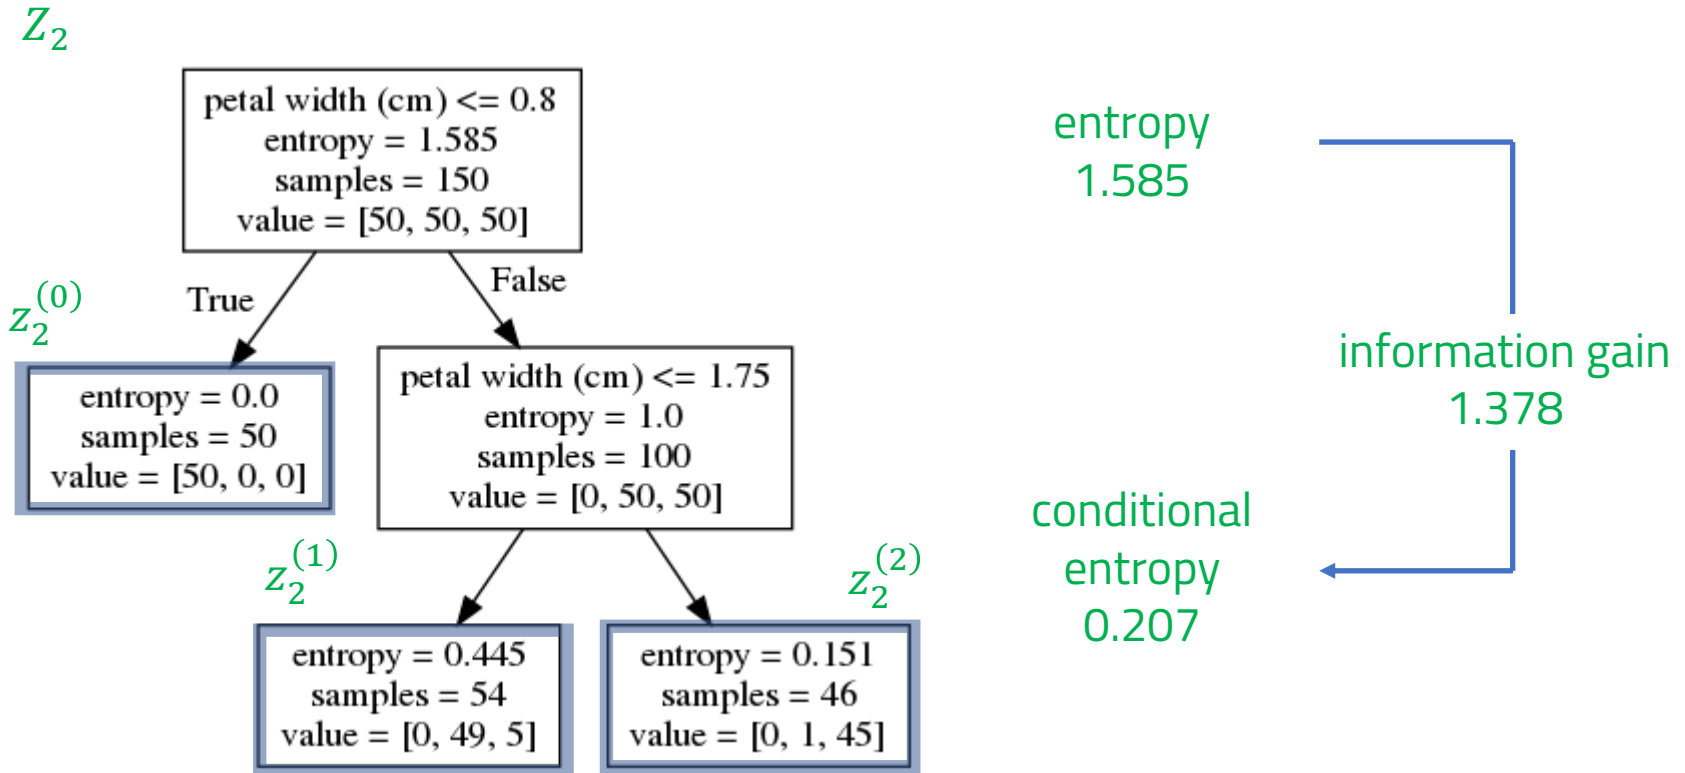 Z₂
petal width (cm) <= 0.8
entropy = 1.585
samples = 150
value = [50, 50, 50]
True
False
z₂⁽⁰⁾
entropy = 0.0
samples = 50
value = [50, 0, 0]
petal width (cm) <= 1.75
entropy = 1.0
samples = 100
value = [0, 50, 50]
z₂⁽¹⁾
entropy = 0.445
samples = 54
value = [0, 49, 5]
z₂⁽²⁾
entropy = 0.151
samples = 46
value = [0, 1, 45]
entropy
1.585
information gain
1.378
conditional
entropy
0.207